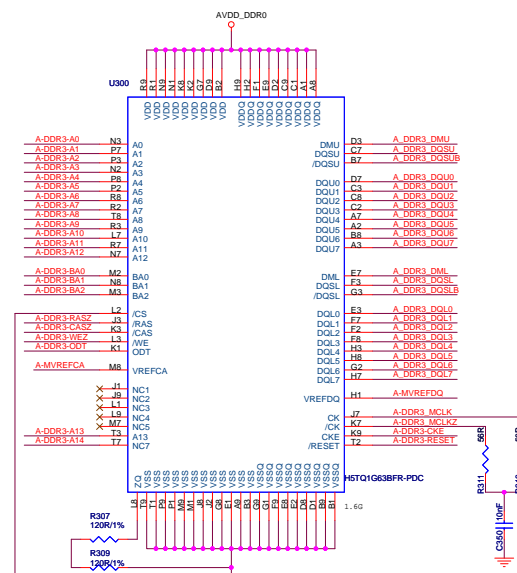 AVDD_DDR0
U300
R9 R1 N9 N1 K8 K2 G7 D9 B2 H9 H2 F1 E9 D2 C9 C1 A1 A8
VDD VDD VDD VDD VDD VDD VDD VDD VDD VDDQ VDDQ VDDQ VDDQ VDDQ VDDQ VDDQ VDDQ VDDQ
A-DDR3-A0 N3 A0
A-DDR3-A1 P7 A1
A-DDR3-A2 P3 A2
A-DDR3-A3 N2 A3
A-DDR3-A4 P8 A4
A-DDR3-A5 P2 A5
A-DDR3-A6 R8 A6
A-DDR3-A7 R2 A7
A-DDR3-A8 T8 A8
A-DDR3-A9 R3 A9
A-DDR3-A10 L7 A10
A-DDR3-A11 R7 A11
A-DDR3-A12 N7 A12
A-DDR3-BA0 M2 BA0
A-DDR3-BA1 N8 BA1
A-DDR3-BA2 M3 BA2
L2 /CS
A-DDR3-RASZ J3 /RAS
A-DDR3-CASZ K3 /CAS
A-DDR3-WEZ L3 /WE
A-DDR3-ODT K1 ODT
A-MVREFCA M8 VREFCA
J1 NC1
J9 NC2
L1 NC3
L9 NC4
M7 NC5
A-DDR3-A13 T3 A13
A-DDR3-A14 T7 NC7
DMU D3 A_DDR3_DMU
DQSU C7 A_DDR3_DQSU
/DQSU B7 A_DDR3_DQSUB
DQU0 D7 A_DDR3_DQU0
DQU1 C3 A_DDR3_DQU1
DQU2 C8 A_DDR3_DQU2
DQU3 C2 A_DDR3_DQU3
DQU4 A7 A_DDR3_DQU4
DQU5 A2 A_DDR3_DQU5
DQU6 B8 A_DDR3_DQU6
DQU7 A3 A_DDR3_DQU7
DML E7 A_DDR3_DML
DQSL F3 A_DDR3_DQSL
/DQSL G3 A_DDR3_DQSLB
DQL0 E3 A_DDR3_DQL0
DQL1 F7 A_DDR3_DQL1
DQL2 F2 A_DDR3_DQL2
DQL3 F8 A_DDR3_DQL3
DQL4 H3 A_DDR3_DQL4
DQL5 H8 A_DDR3_DQL5
DQL6 G2 A_DDR3_DQL6
DQL7 H7 A_DDR3_DQL7
VREFDQ H1 A-MVREFDQ
CK J7 A-DDR3_MCLK
/CK K7 A-DDR3_MCLKZ
CKE K9 A-DDR3-CKE
/RESET T2 A-DDR3-RESET
ZQ VSS VSS VSS VSS VSS VSS VSS VSS VSS VSS VSS VSS VSSQ VSSQ VSSQ VSSQ VSSQ VSSQ VSSQ VSSQ VSSQ
H5TQ1G63BFR-PDC
L8 T9 T1 P9 P1 M9 M1 J8 J2 G8 E1 A9 B3 G9 G1 F9 E8 E2 D8 D1 B9 B1
1.6G
R307
120R/1%
R309
120R/1%
R311 56R
C350 10nF